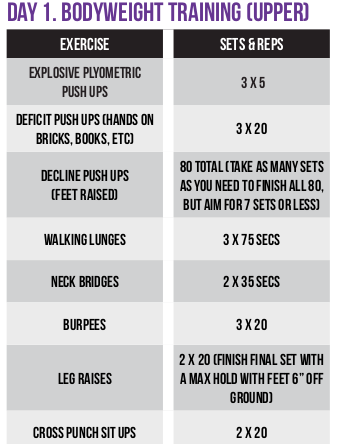 DAY 1. BODYWEIGHT TRAINING (UPPER)
EXERCISE
SETS & REPS
EXPLOSIVE PLYOMETRIC
PUSH UPS
3 X 5
DEFICIT PUSH UPS (HANDS ON
BRICKS, BOOKS, ETC)
3 X 20
DECLINE PUSH UPS
(FEET RAISED)
80 TOTAL (TAKE AS MANY SETS
AS YOU NEED TO FINISH ALL 80,
BUT AIM FOR 7 SETS OR LESS)
WALKING LUNGES
3 X 75 SECS
NECK BRIDGES
2 X 35 SECS
BURPEES
3 X 20
LEG RAISES
2 X 20 (FINISH FINAL SET WITH
A MAX HOLD WITH FEET 6” OFF
GROUND)
CROSS PUNCH SIT UPS
2 X 20